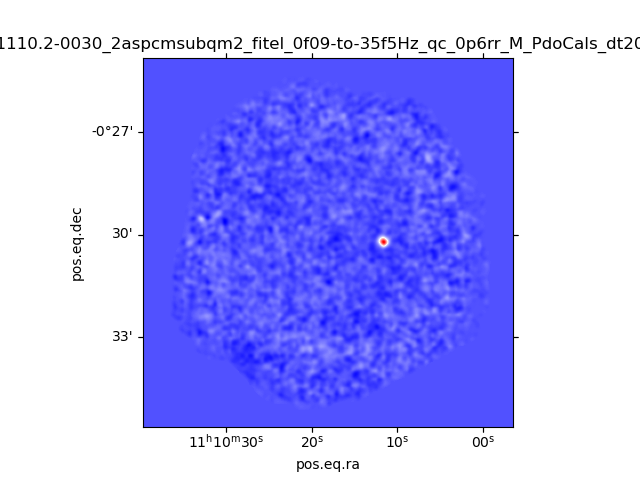 1110.2-0030_2aspcmsubqm2_fitel_0f09-to-35f5Hz_qc_0p6rr_M_PdoCals_dt20
-0°27'
30'
33'
pos.eq.dec
11h10m30s 20s 10s 00s
pos.eq.ra